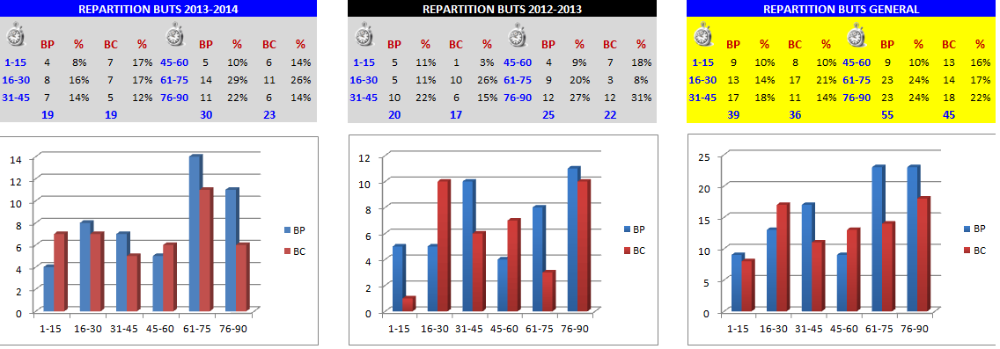 REPARTITION BUTS 2013-2014
BP % BC % BP % BC %
1-15 4 8% 7 17% 45-60 5 10% 6 14%
16-30 8 16% 7 17% 61-75 14 29% 11 26%
31-45 7 14% 5 12% 76-90 11 22% 6 14%
19 19 30 23
14
12
10
8
6
4
2
0
1-15 16-30 31-45 45-60 61-75 76-90
BP
BC
REPARTITION BUTS 2012-2013
BP % BC % BP % BC %
1-15 5 11% 1 3% 45-60 4 9% 7 18%
16-30 5 11% 10 26% 61-75 9 20% 3 8%
31-45 10 22% 6 15% 76-90 12 27% 12 31%
20 17 25 22
12
10
8
6
4
2
0
1-15 16-30 31-45 45-60 61-75 76-90
BP
BC
REPARTITION BUTS GENERAL
BP % BC % BP % BC %
1-15 9 10% 8 10% 45-60 9 10% 13 16%
16-30 13 14% 17 21% 61-75 23 24% 14 17%
31-45 17 18% 11 14% 76-90 23 24% 18 22%
39 36 55 45
25
20
15
10
5
0
1-15 16-30 31-45 45-60 61-75 76-90
BP
BC